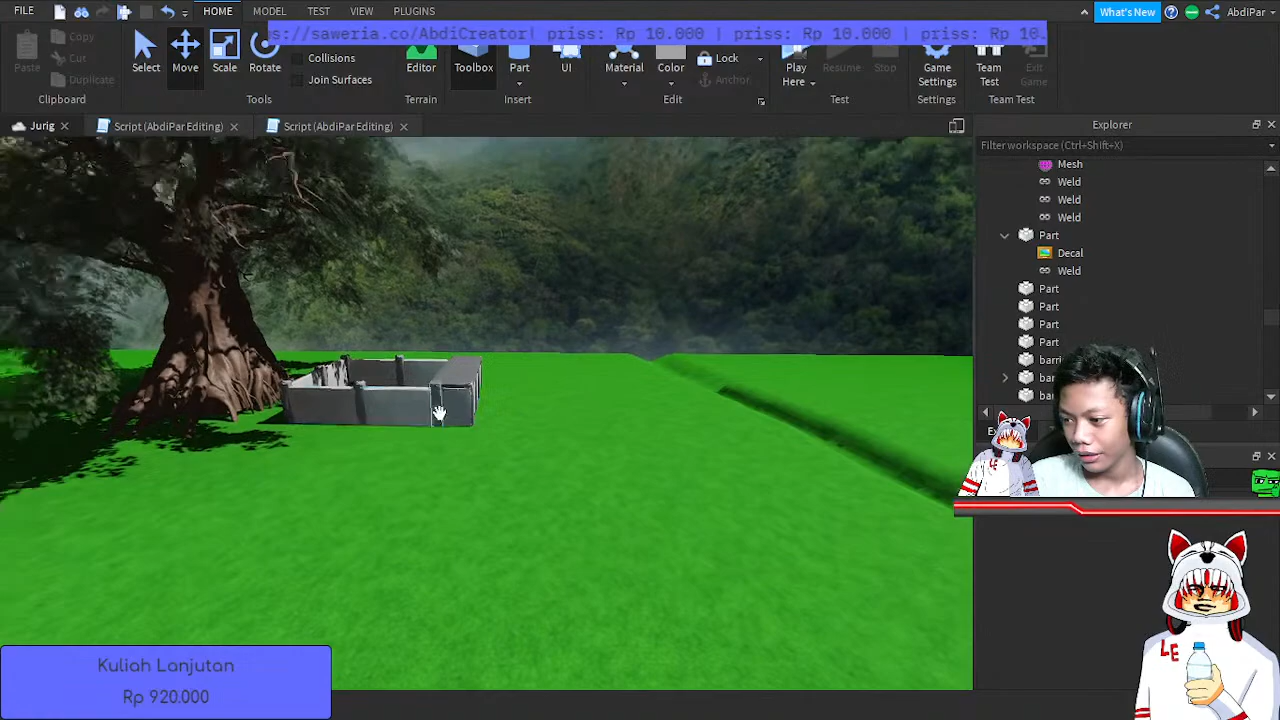 FILE HOME MODEL TEST VIEW PLUGINS What's New AbdiPar
s://saweria.co/AbdiCreator| priss: Rp 10.000 | priss: Rp 10.000 | priss: Rp 10.
Paste Copy Cut Duplicate Clipboard
Select Move Scale Rotate Collisions Join Surfaces Tools
Editor Terrain
Toolbox Part UI Insert
Material Color Lock Anchor Edit
Play Here Resume Stop Test
Game Settings Settings
Team Test Exit Game Team Test
Jurig Script (AbdiPar Editing) Script (AbdiPar Editing)
Explorer
Filter workspace (Ctrl+Shift+X)
Mesh
Weld
Weld
Weld
Part
Decal
Weld
Part
Part
Part
Part
barri
LE
LE
Kuliah Lanjutan
Rp 920.000